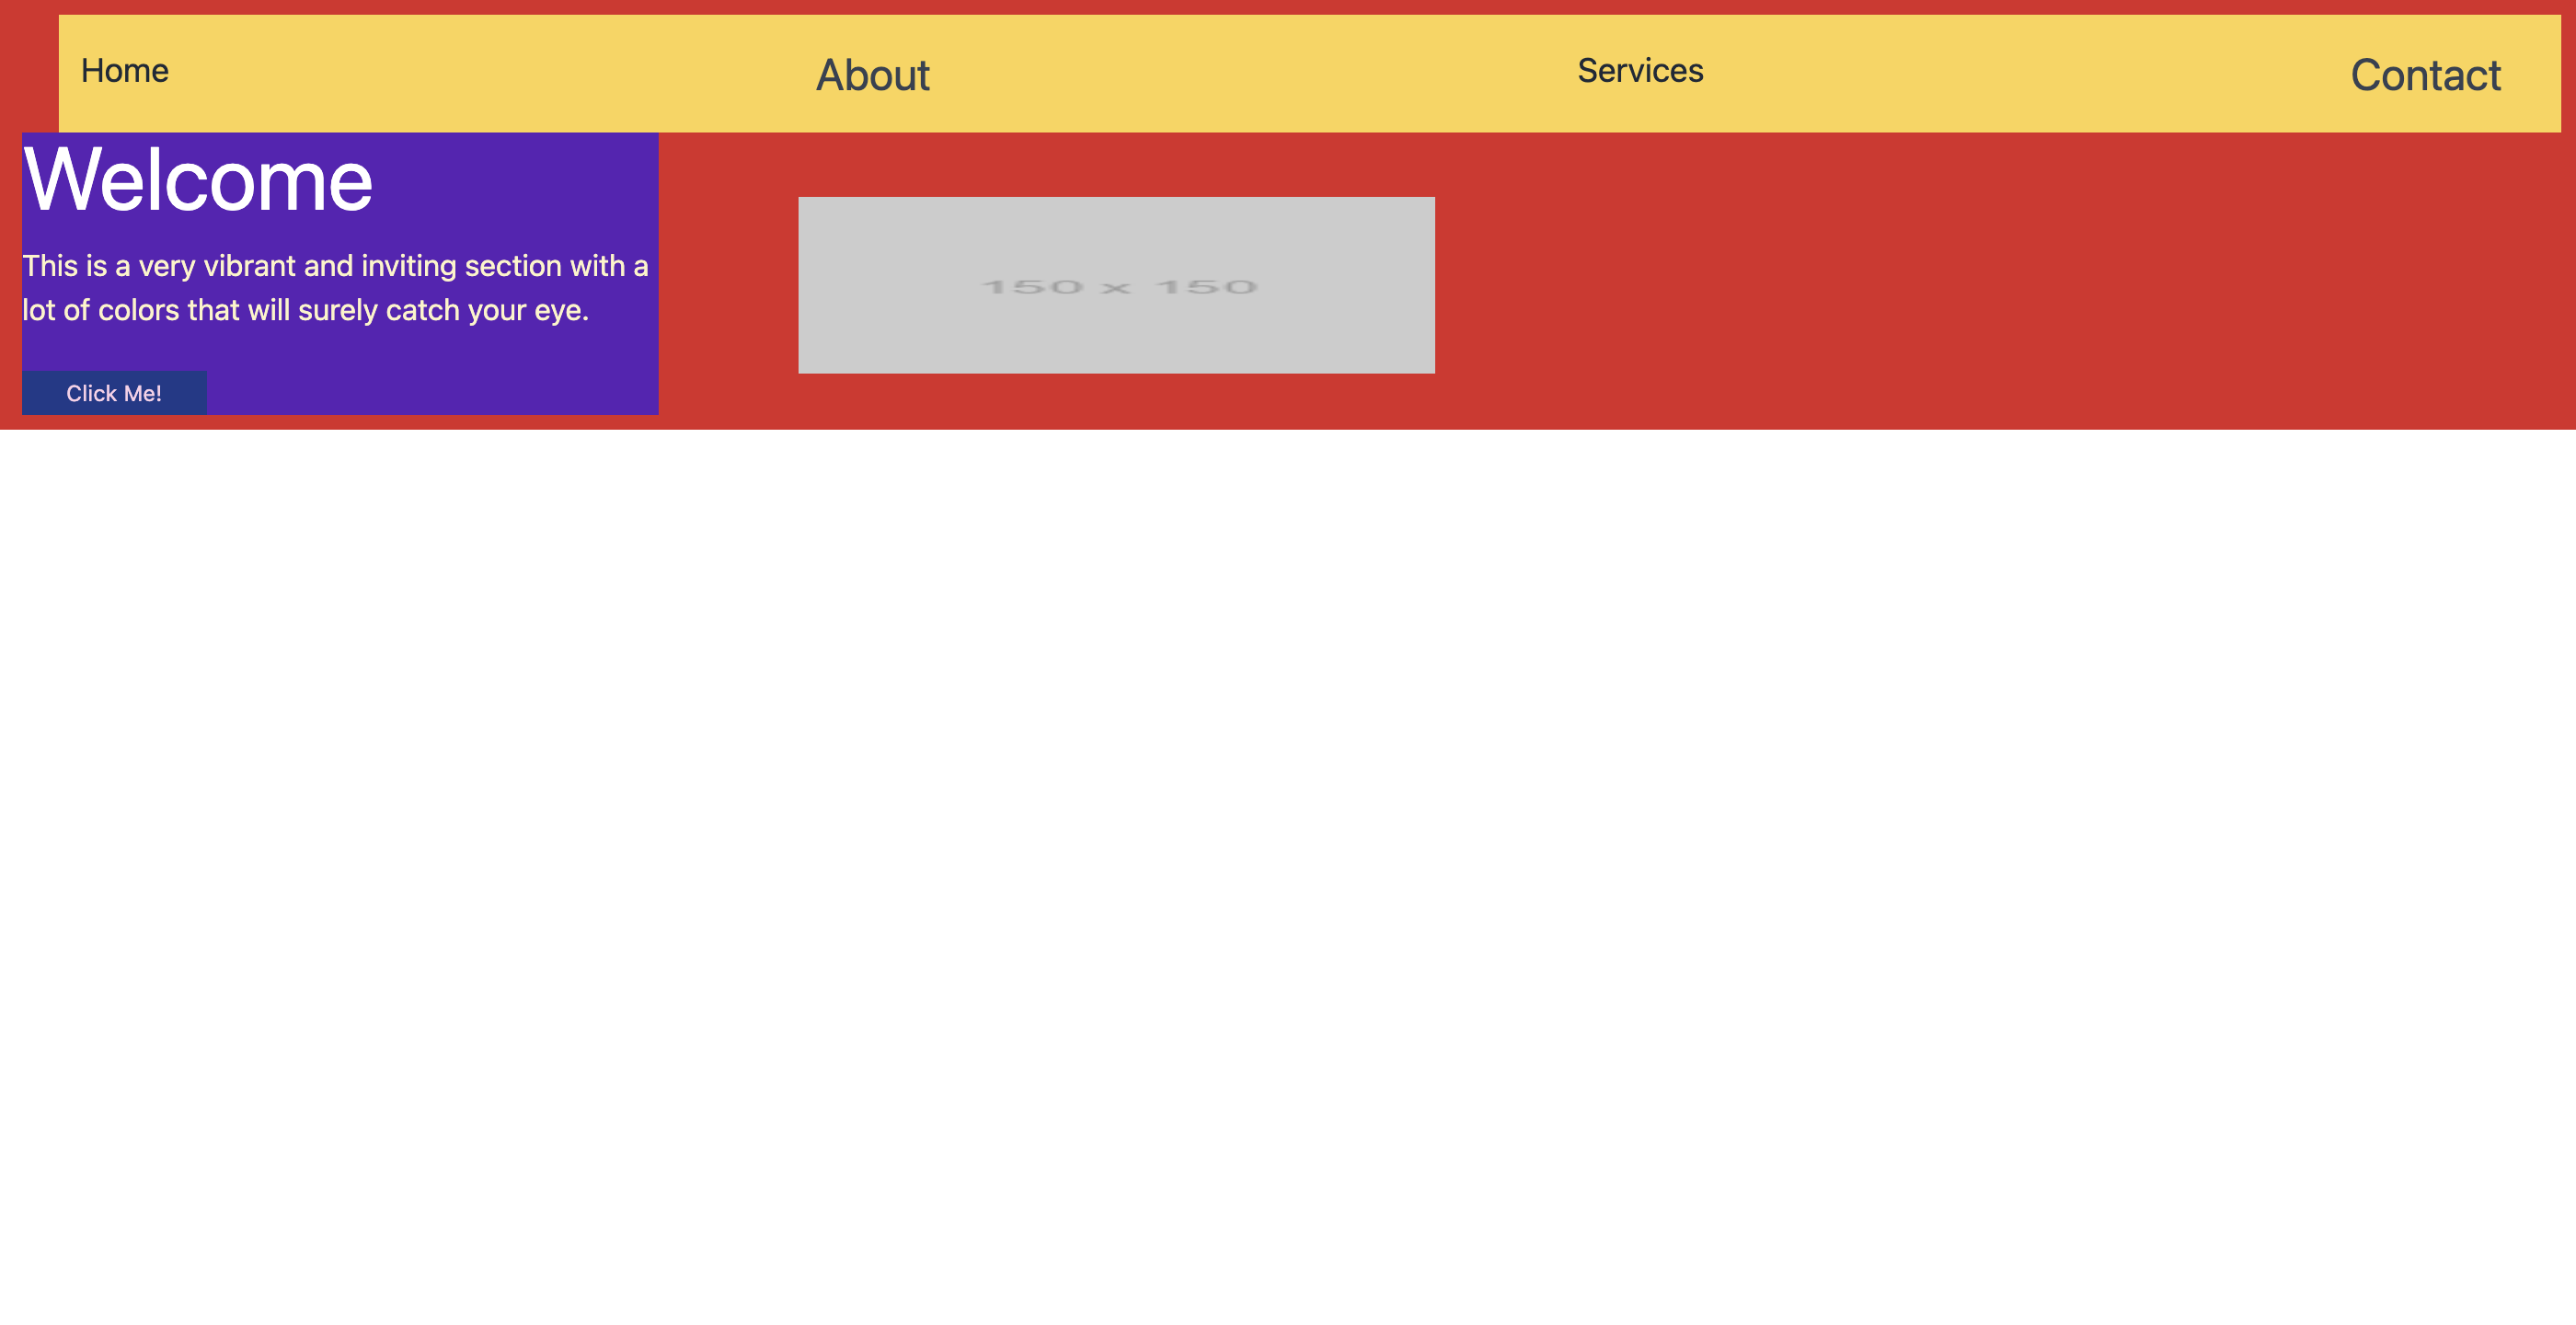 Home About Services Contact
Welcome
This is a very vibrant and inviting section with a
lot of colors that will surely catch your eye.
150 x 150
Click Me!